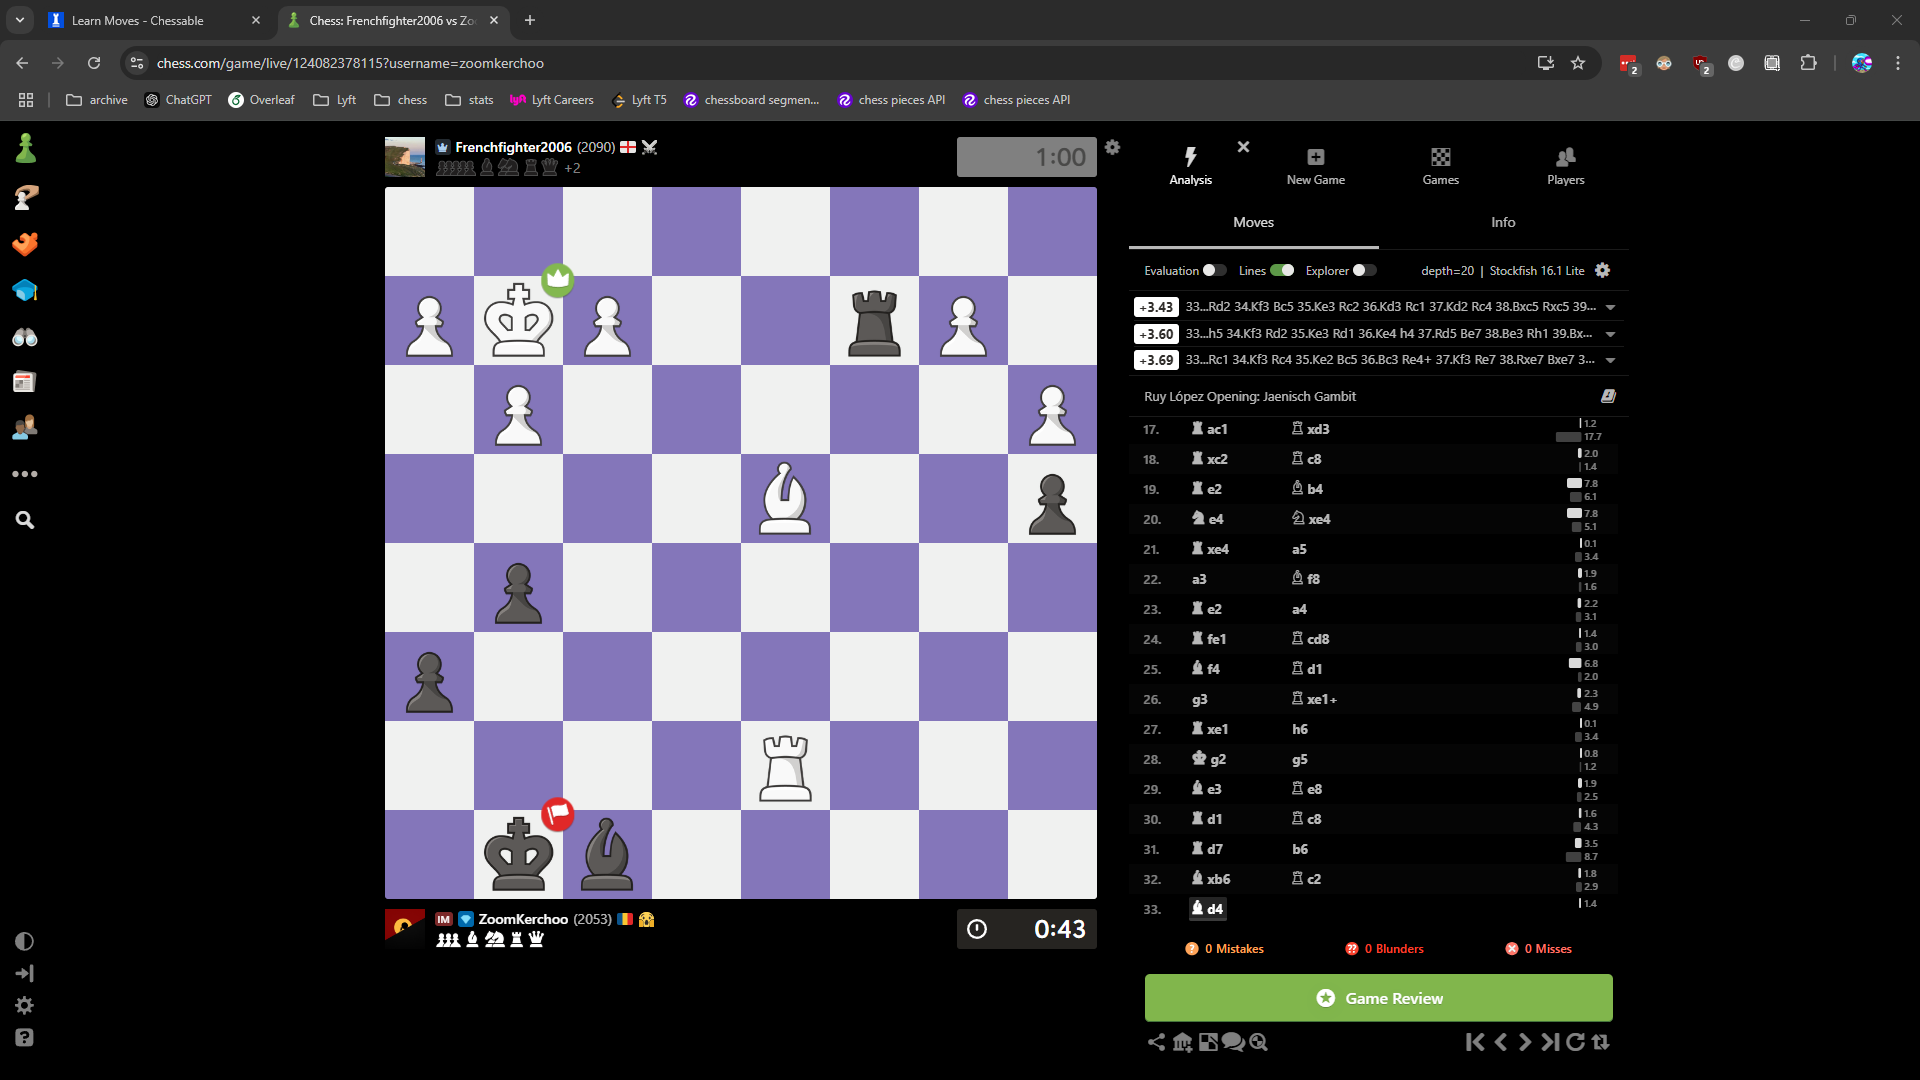 Learn Moves - Chessable
Chess: Frenchfighter2006 vs Zo
chess.com/game/live/124082378115?username=zoomkerchoo
2
2
archive
ChatGPT
Overleaf
Lyft
chess
stats
Lyft Careers
Lyft T5
chessboard segmen...
chess pieces API
chess pieces API
Frenchfighter2006 (2090)
+2
1:00
Analysis
New Game
Games
Players
Moves
Info
Evaluation
Lines
Explorer
depth=20 | Stockfish 16.1 Lite
+3.43 33...Rd2 34.Kf3 Bc5 35.Ke3 Rc2 36.Kd3 Rc1 37.Kd2 Rc4 38.Bxc5 Rxc5 39...
+3.60 33...h5 34.Kf3 Rd2 35.Ke3 Rd1 36.Ke4 h4 37.Rd5 Be7 38.Be3 Rh1 39.Bx...
+3.69 33...Rc1 34.Kf3 Rc4 35.Ke2 Bc5 36.Bc3 Re4+ 37.Kf3 Re7 38.Rxe7 Bxe7 3...
Ruy López Opening: Jaenisch Gambit
17. ac1 xd3 1.2 17.7
18. xc2 c8 2.0 1.4
19. e2 b4 7.8 6.1
20. e4 xe4 7.8 5.1
21. xe4 a5 0.1 3.4
22. a3 f8 1.9 1.6
23. e2 a4 2.2 3.1
24. fe1 cd8 1.4 3.0
25. f4 d1 6.8 2.0
26. g3 xe1+ 2.3 4.9
27. xe1 h6 0.1 3.4
28. g2 g5 0.8 1.2
29. e3 e8 1.9 2.5
30. d1 c8 1.6 4.3
31. d7 b6 3.5 8.7
32. xb6 c2 1.8 2.9
33. d4 1.4
0 Mistakes
0 Blunders
0 Misses
Game Review
IM ZoomKerchoo (2053)
0:43